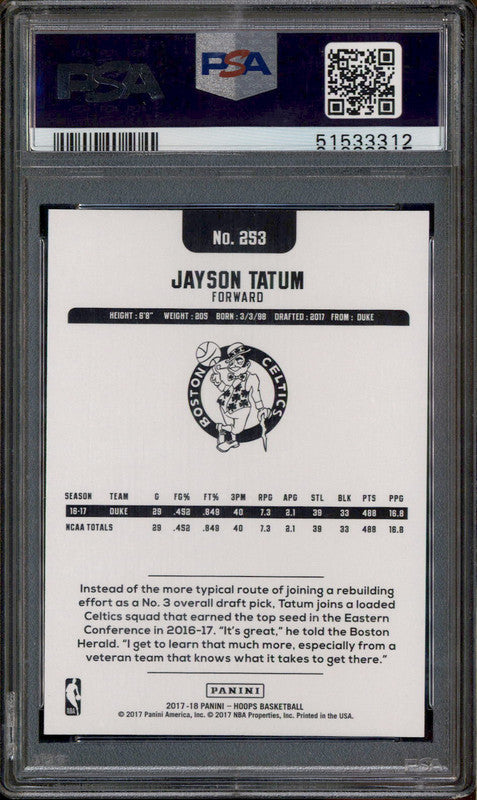 PSA
PSA
51533312
No. 253
JAYSON TATUM
FORWARD
HEIGHT : 6'8" WEIGHT : 205 BORN : 3/3/98 DRAFTED : 2017 FROM : DUKE
BOSTON CELTICS
SEASON TEAM G FG% FT% 3PM RPG APG STL BLK PTS PPG
16-17 DUKE 29 .452 .849 40 7.3 2.1 39 33 488 16.8
NCAA TOTALS 29 .452 .849 40 7.3 2.1 39 33 488 16.8
Instead of the more typical route of joining a rebuilding
effort as a No. 3 overall draft pick, Tatum joins a loaded
Celtics squad that earned the top seed in the Eastern
Conference in 2016-17. "It's great," he told the Boston
Herald. "I get to learn that much more, especially from a
veteran team that knows what it takes to get there."
PANINI
NBA
2017-18 PANINI - HOOPS BASKETBALL
© 2017 Panini America, Inc. © 2017 NBA Properties, Inc. Printed in the USA.
PSA